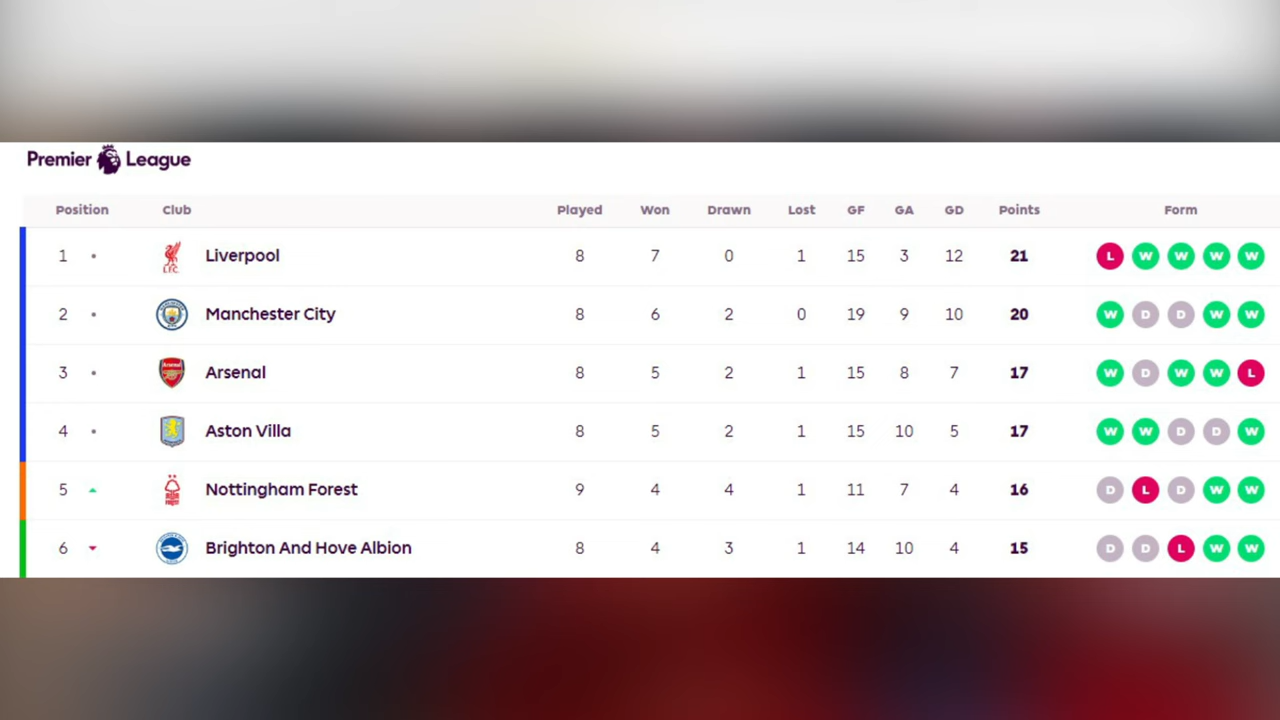 Premier League
Position Club Played Won Drawn Lost GF GA GD Points Form
1 Liverpool 8 7 0 1 15 3 12 21 L W W W W
2 Manchester City 8 6 2 0 19 9 10 20 W D D W W
3 Arsenal 8 5 2 1 15 8 7 17 W D W W L
4 Aston Villa 8 5 2 1 15 10 5 17 W W D D W
5 Nottingham Forest 9 4 4 1 11 7 4 16 D L D W W
6 Brighton And Hove Albion 8 4 3 1 14 10 4 15 D D L W W